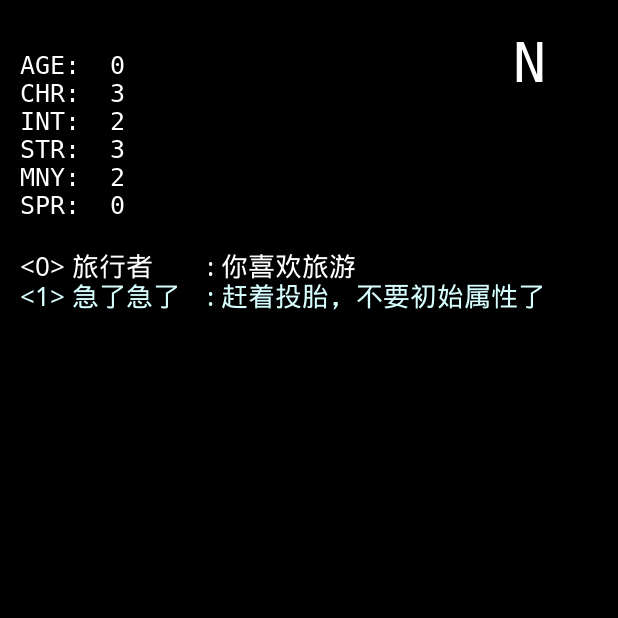 N
AGE: 0
CHR: 3
INT: 2
STR: 3
MNY: 2
SPR: 0
<0> 旅行者 : 你喜欢旅游
<1> 急了急了 : 赶着投胎，不要初始属性了